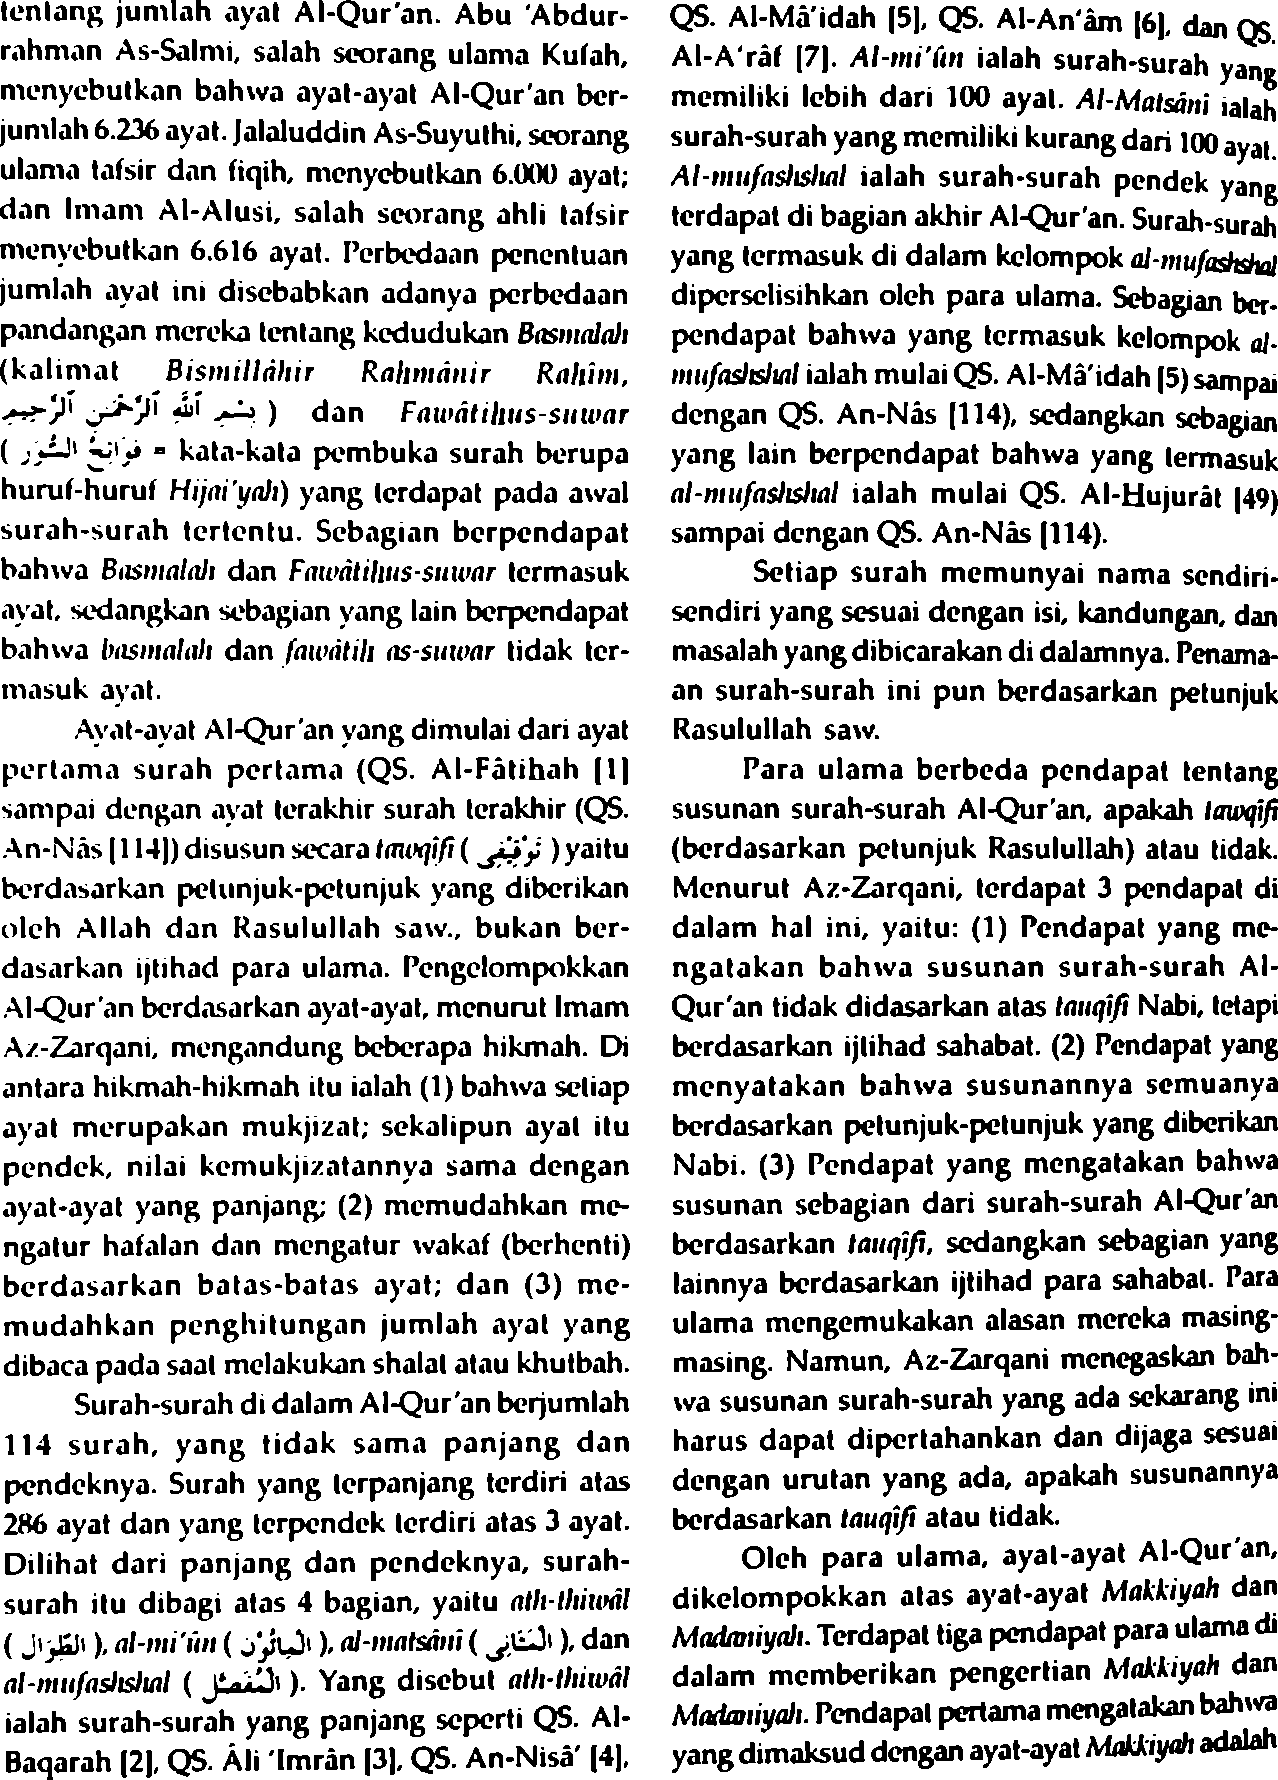 tentang jumlah ayat Al-Qur'an. Abu 'Abdur-
rahman As-Salmi, salah seorang ulama Kufah,
menyebutkan bahwa ayat-ayat Al-Qur'an ber-
jumlah 6.236 ayat. Jalaluddin As-Suyuthi, seorang
ulama tafsir dan fiqih, menyebutkan 6.000 ayat;
dan Imam Al-Alusi, salah seorang ahli tafsir
menyebutkan 6.616 ayat. Perbedaan penentuan
jumlah ayat ini disebabkan adanya perbedaan
pandangan mereka tentang kedudukan Basmalah
(kalimat Bismillâhir Rahmânir Rahîm,
بِسْمِ اللهِ الرَّحْمٰنِ الرَّحِيْمِ ) dan Fawâtihus-suwar
( فَوَاتِحُ السُّوَرِ = kata-kata pembuka surah berupa
huruf-huruf Hijai'yah) yang terdapat pada awal
surah-surah tertentu. Sebagian berpendapat
bahwa Basmalah dan Fawâtihus-suwar termasuk
ayat, sedangkan sebagian yang lain berpendapat
bahwa basmalah dan fawâtih as-suwar tidak ter-
masuk ayat.
Ayat-ayat Al-Qur'an yang dimulai dari ayat
pertama surah pertama (QS. Al-Fâtihah [1]
sampai dengan ayat terakhir surah terakhir (QS.
An-Nâs [114]) disusun secara tawqîfi ( تَوْقِيْفِى ) yaitu
berdasarkan petunjuk-petunjuk yang diberikan
oleh Allah dan Rasulullah saw., bukan ber-
dasarkan ijtihad para ulama. Pengelompokkan
Al-Qur'an berdasarkan ayat-ayat, menurut Imam
Az-Zarqani, mengandung beberapa hikmah. Di
antara hikmah-hikmah itu ialah (1) bahwa setiap
ayat merupakan mukjizat; sekalipun ayat itu
pendek, nilai kemukjizatannya sama dengan
ayat-ayat yang panjang; (2) memudahkan me-
ngatur hafalan dan mengatur wakaf (berhenti)
berdasarkan batas-batas ayat; dan (3) me-
mudahkan penghitungan jumlah ayat yang
dibaca pada saat melakukan shalat atau khutbah.
Surah-surah di dalam Al-Qur'an berjumlah
114 surah, yang tidak sama panjang dan
pendeknya. Surah yang terpanjang terdiri atas
286 ayat dan yang terpendek terdiri atas 3 ayat.
Dilihat dari panjang dan pendeknya, surah-
surah itu dibagi atas 4 bagian, yaitu ath-thiwâl
( الطِّوَال ), al-mi'ûn ( الْمِائُوْن ), al-matsânî ( الْمَثَانِي ), dan
al-mufashshal ( الْمُفَصَّل ). Yang disebut ath-thiwâl
ialah surah-surah yang panjang seperti QS. Al-
Baqarah [2], QS. Âli 'Imrân [3], QS. An-Nisâ' [4],
QS. Al-Mâ'idah [5], QS. Al-An'âm [6], dan QS.
Al-A'râf [7]. Al-mi'ûn ialah surah-surah yang
memiliki lebih dari 100 ayat. Al-Matsâni ialah
surah-surah yang memiliki kurang dari 100 ayat.
Al-mufashshal ialah surah-surah pendek yang
terdapat di bagian akhir Al-Qur'an. Surah-surah
yang termasuk di dalam kelompok al-mufashshal
diperselisihkan oleh para ulama. Sebagian ber-
pendapat bahwa yang termasuk kelompok al-
mufashshal ialah mulai QS. Al-Mâ'idah [5) sampai
dengan QS. An-Nâs [114), sedangkan sebagian
yang lain berpendapat bahwa yang termasuk
al-mufashshal ialah mulai QS. Al-Hujurât [49)
sampai dengan QS. An-Nâs [114).
Setiap surah memunyai nama sendiri-
sendiri yang sesuai dengan isi, kandungan, dan
masalah yang dibicarakan di dalamnya. Penama-
an surah-surah ini pun berdasarkan petunjuk
Rasulullah saw.
Para ulama berbeda pendapat tentang
susunan surah-surah Al-Qur'an, apakah tawqîfi
(berdasarkan petunjuk Rasulullah) atau tidak.
Menurut Az-Zarqani, terdapat 3 pendapat di
dalam hal ini, yaitu: (1) Pendapat yang me-
ngatakan bahwa susunan surah-surah Al-
Qur'an tidak didasarkan atas tauqîfi Nabi, tetapi
berdasarkan ijtihad sahabat. (2) Pendapat yang
menyatakan bahwa susunannya semuanya
berdasarkan petunjuk-petunjuk yang diberikan
Nabi. (3) Pendapat yang mengatakan bahwa
susunan sebagian dari surah-surah Al-Qur'an
berdasarkan tauqîfi, sedangkan sebagian yang
lainnya berdasarkan ijtihad para sahabat. Para
ulama mengemukakan alasan mereka masing-
masing. Namun, Az-Zarqani menegaskan bah-
wa susunan surah-surah yang ada sekarang ini
harus dapat dipertahankan dan dijaga sesuai
dengan urutan yang ada, apakah susunannya
berdasarkan tauqîfi atau tidak.
Oleh para ulama, ayat-ayat Al-Qur'an,
dikelompokkan atas ayat-ayat Makkiyah dan
Madaniyah. Terdapat tiga pendapat para ulama di
dalam memberikan pengertian Makkiyah dan
Madaniyah. Pendapat pertama mengatakan bahwa
yang dimaksud dengan ayat-ayat Makkiyah adalah